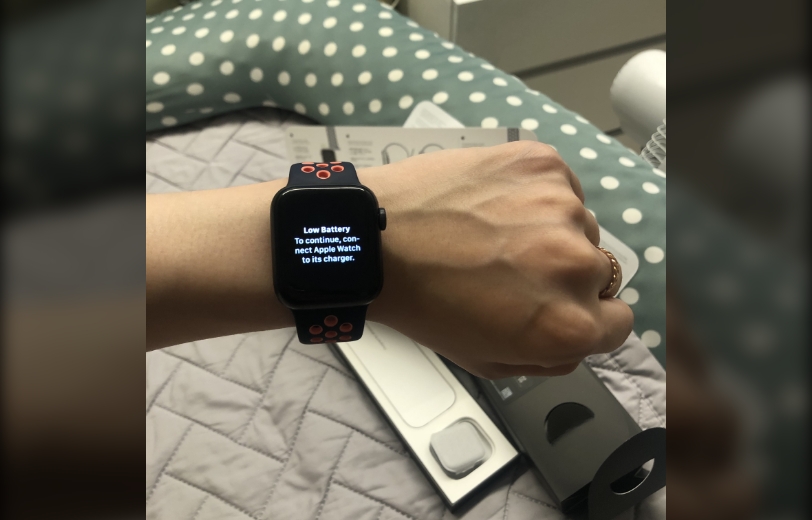 Low Battery
To continue, con-
nect Apple Watch
to its charger.